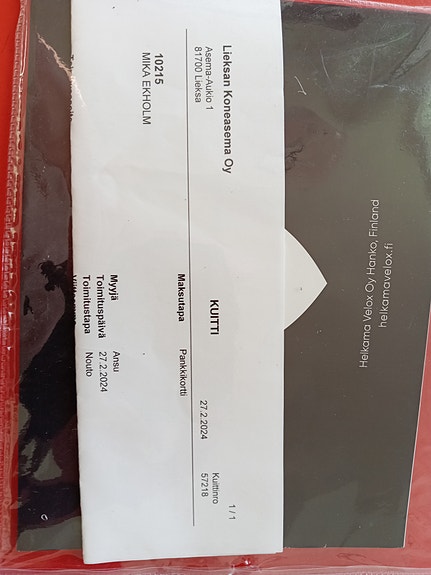 Lieksan Koneasema Oy
Asema-Aukio 1
81700 Lieksa
10215
MIKA EKHOLM
KUITTI
27.2.2024
Kuittinro
57218
1 / 1
Maksutapa Pankkikortti
Myyjä Ansu
Toimituspäivä 27.2.2024
Toimitustapa Nouto
Helkama Velox Oy Hanko, Finland
helkamavelox.fi